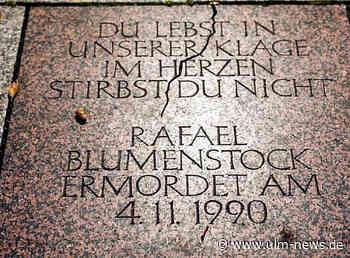 DU LEBST IN
UNSERER KLAGE
IM HERZEN
STIRBST DU NICHT
RAFAEL
BLUMENSTOCK
ERMORDET AM
4.11.1990
© www.ulm-news.de